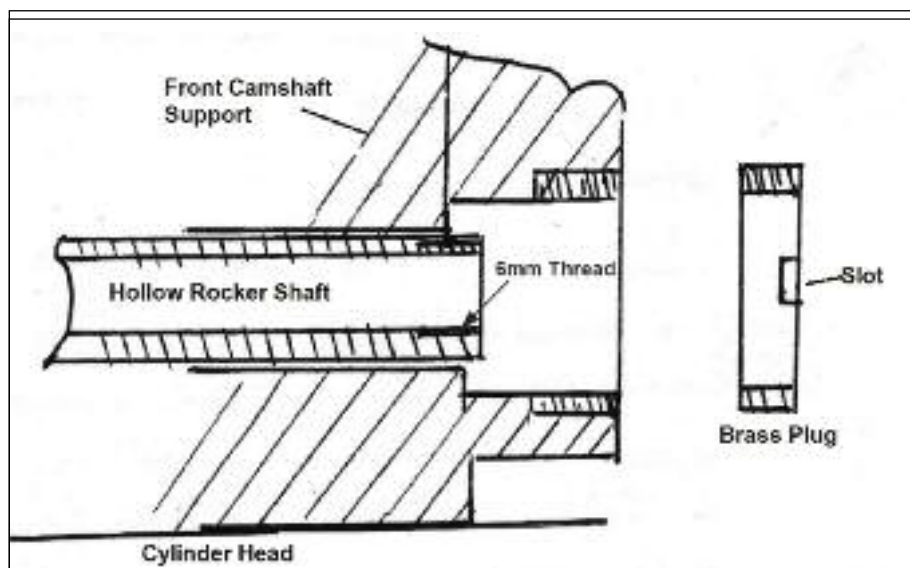 Front Camshaft
Support
6mm Thread
Hollow Rocker Shaft
Slot
Brass Plug
Cylinder Head